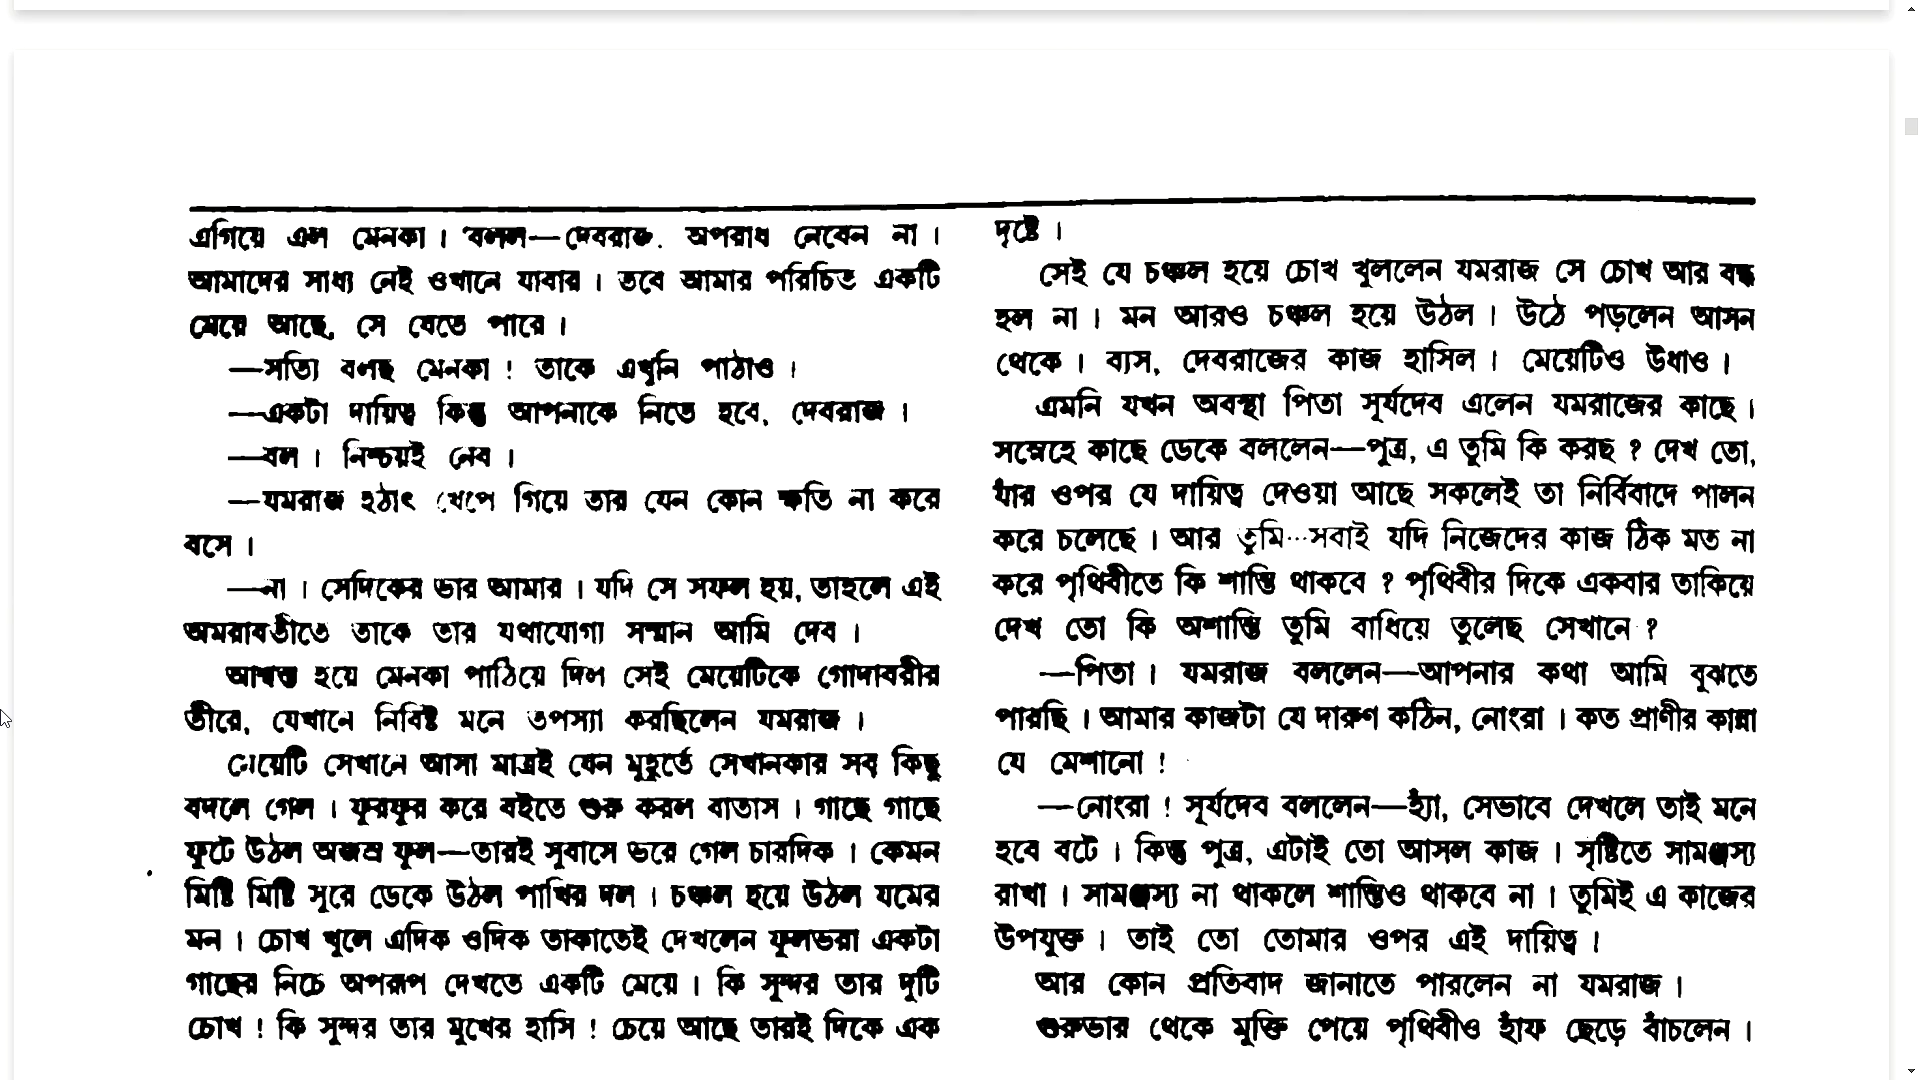 এগিয়ে এল মেনকা। বলল—দেবরাজ. অপরাধ নেবেন না।
আমাদের সাধ্য নেই ওখানে যাবার। তবে আমার পরিচিত একটি
মেয়ে আছে, সে যেতে পারে।
—সত্যি বলছ মেনকা! তাকে এখুনি পাঠাও।
—একটা দায়িত্ব কিন্তু আপনাকে নিতে হবে, দেবরাজ।
—বল। নিশ্চয়ই নেব।
—যমরাজ হঠাৎ খেপে গিয়ে তার যেন কোন ক্ষতি না করে
বসে।
—না। সেদিকের ভার আমার। যদি সে সফল হয়, তাহলে এই
অমরাবতীতে তাকে তার যথাযোগ্য সম্মান আমি দেব।
আশ্বস্ত হয়ে মেনকা পাঠিয়ে দিল সেই মেয়েটিকে গোদাবরীর
তীরে, যেখানে নিবিষ্ট মনে তপস্যা করছিলেন যমরাজ।
মেয়েটি সেখানে আসা মাত্রই যেন মুহূর্তে সেখানকার সব কিছু
বদলে গেল। ফুরফুর করে বইতে শুরু করল বাতাস। গাছে গাছে
ফুটে উঠল অজস্র ফুল—তারই সুবাসে ভরে গেল চারদিক। কেমন
মিষ্টি মিষ্টি সুরে ডেকে উঠল পাখির দল। চঞ্চল হয়ে উঠল যমের
মন। চোখ খুলে এদিক ওদিক তাকাতেই দেখলেন ফুলভরা একটা
গাছের নিচে অপরূপ দেখতে একটি মেয়ে। কি সুন্দর তার দুটি
চোখ! কি সুন্দর তার মুখের হাসি! চেয়ে আছে তারই দিকে এক
দৃষ্টে।
সেই যে চঞ্চল হয়ে চোখ খুললেন যমরাজ সে চোখ আর বন্ধ
হল না। মন আরও চঞ্চল হয়ে উঠল। উঠে পড়লেন আসন
থেকে। ব্যস, দেবরাজের কাজ হাসিল। মেয়েটিও উধাও।
এমনি যখন অবস্থা পিতা সূর্যদেব এলেন যমরাজের কাছে।
সস্নেহে কাছে ডেকে বললেন—পুত্র, এ তুমি কি করছ? দেখ তো,
যার ওপর যে দায়িত্ব দেওয়া আছে সকলেই তা নির্বিবাদে পালন
করে চলেছে। আর তুমি...সবাই যদি নিজেদের কাজ ঠিক মত না
করে পৃথিবীতে কি শান্তি থাকবে? পৃথিবীর দিকে একবার তাকিয়ে
দেখ তো কি অশান্তি তুমি বাধিয়ে তুলেছ সেখানে?
—পিতা। যমরাজ বললেন—আপনার কথা আমি বুঝতে
পারছি। আমার কাজটা যে দারুণ কঠিন, নোংরা। কত প্রাণীর কান্না
যে মেশানো!
—নোংরা! সূর্যদেব বললেন—হ্যাঁ, সেভাবে দেখলে তাই মনে
হবে বটে। কিন্তু পুত্র, এটাই তো আসল কাজ। সৃষ্টিতে সামঞ্জস্য
রাখা। সামঞ্জস্য না থাকলে শান্তিও থাকবে না। তুমিই এ কাজের
উপযুক্ত। তাই তো তোমার ওপর এই দায়িত্ব।
আর কোন প্রতিবাদ জানাতে পারলেন না যমরাজ।
গুরুভার থেকে মুক্তি পেয়ে পৃথিবীও হাঁফ ছেড়ে বাঁচলেন।